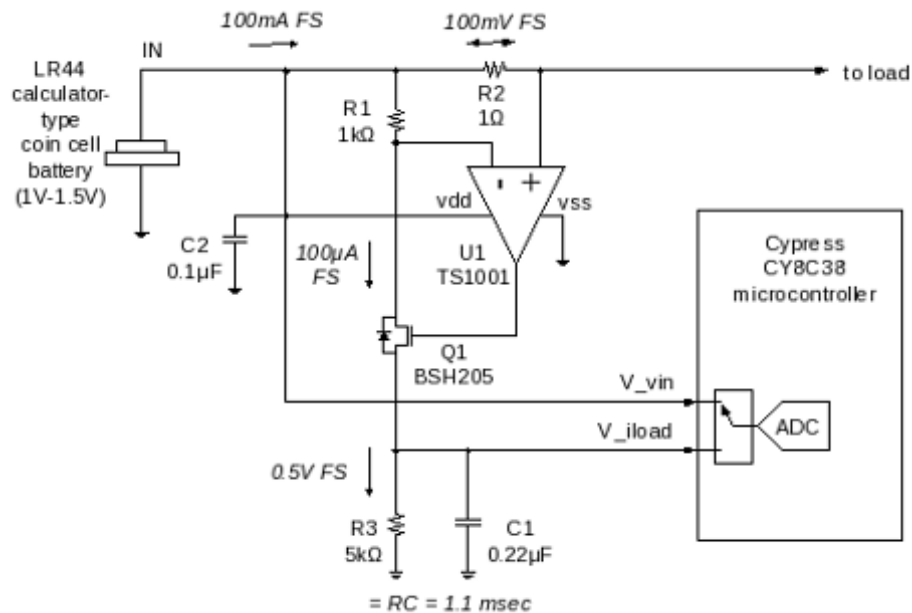 100mA FS
100mV FS
IN
LR44
calculator-
type
coin cell
battery
(1V-1.5V)
to load
R1
1kΩ
R2
1Ω
vdd
vss
C2
0.1µF
100µA
FS
U1
TS1001
Cypress
CY8C38
microcontroller
Q1
BSH205
V_vin
ADC
V_iload
0.5V FS
R3
5kΩ
C1
0.22µF
= RC = 1.1 msec